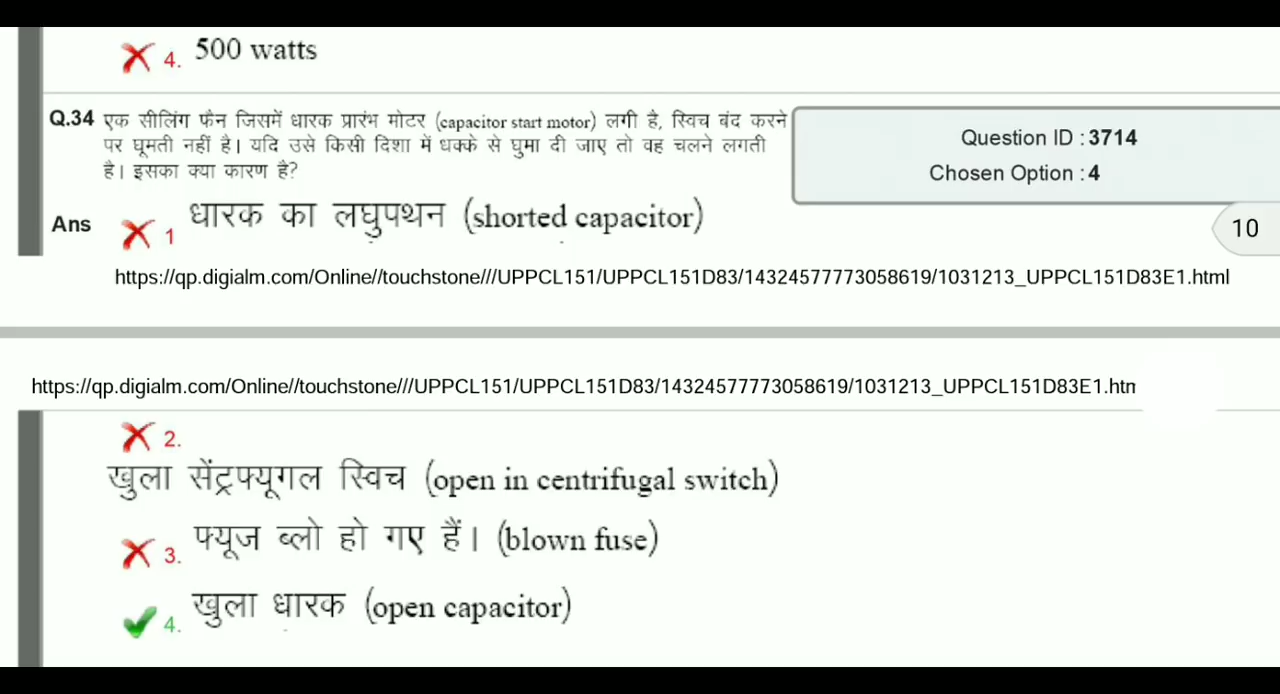 4. 500 watts
Q.34 एक सीलिंग फैन जिसमें धारक प्रारंभ मोटर (capacitor start motor) लगी है, स्विच बंद करने
पर घूमती नहीं है। यदि उसे किसी दिशा में धक्के से घुमा दी जाए तो वह चलने लगती
है। इसका क्या कारण है?
Question ID : 3714
Chosen Option : 4
Ans 1 धारक का लघुपथन (shorted capacitor)
10
https://qp.digialm.com/Online//touchstone///UPPCL151/UPPCL151D83/14324577773058619/1031213_UPPCL151D83E1.html
https://qp.digialm.com/Online//touchstone///UPPCL151/UPPCL151D83/14324577773058619/1031213_UPPCL151D83E1.htm
2.
खुला सेंट्रफ्यूगल स्विच (open in centrifugal switch)
3. फ्यूज ब्लो हो गए हैं। (blown fuse)
4. खुला धारक (open capacitor)